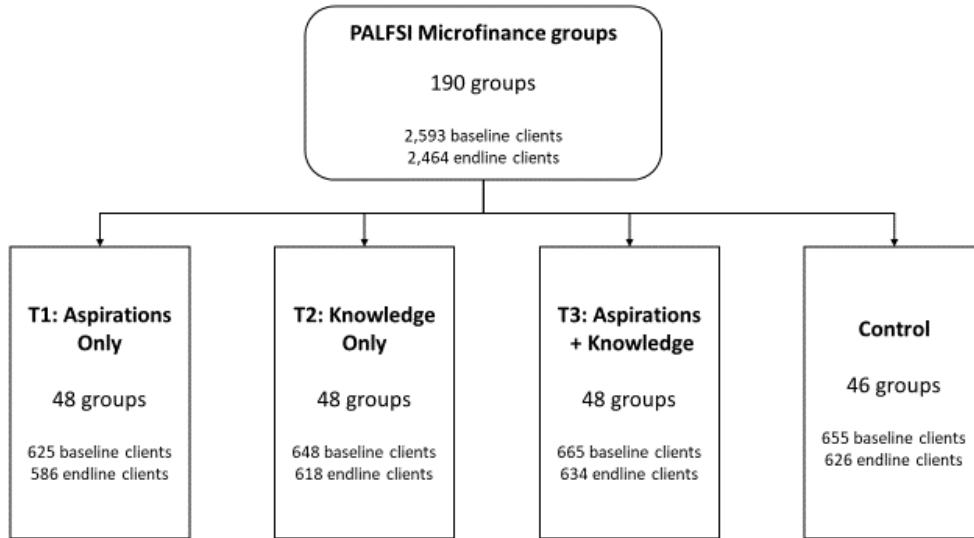 PALFSI Microfinance groups
190 groups
2,593 baseline clients
2,464 endline clients
T1: Aspirations
Only
48 groups
625 baseline clients
586 endline clients
T2: Knowledge
Only
48 groups
648 baseline clients
618 endline clients
T3: Aspirations
+ Knowledge
48 groups
665 baseline clients
634 endline clients
Control
46 groups
655 baseline clients
626 endline clients